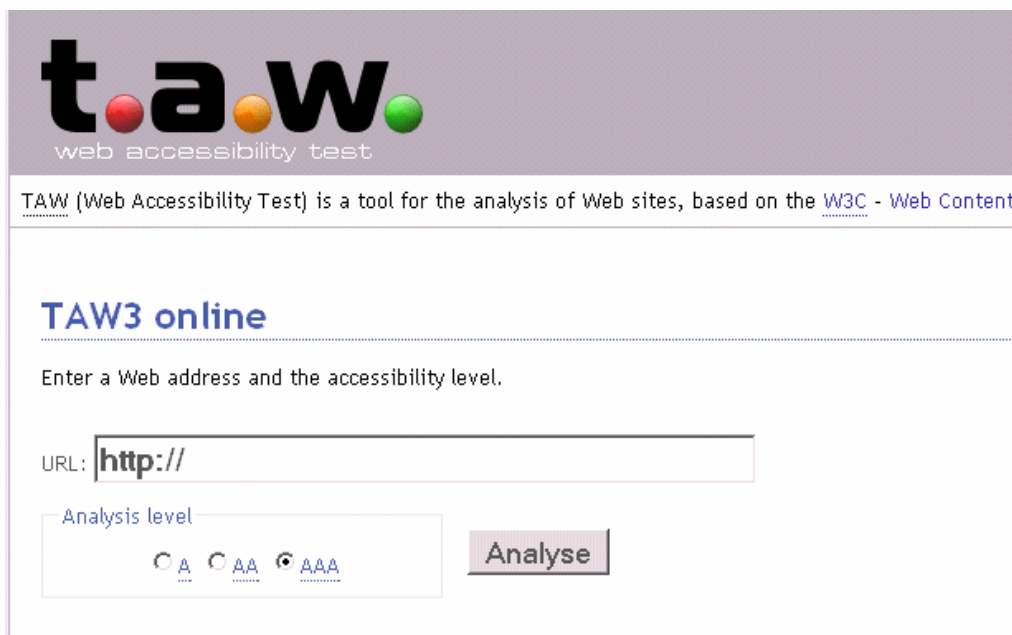 t.a.w.
web accessibility test
TAW (Web Accessibility Test) is a tool for the analysis of Web sites, based on the W3C - Web Content
TAW3 online
Enter a Web address and the accessibility level.
URL: http://
Analysis level
A AA AAA
Analyse